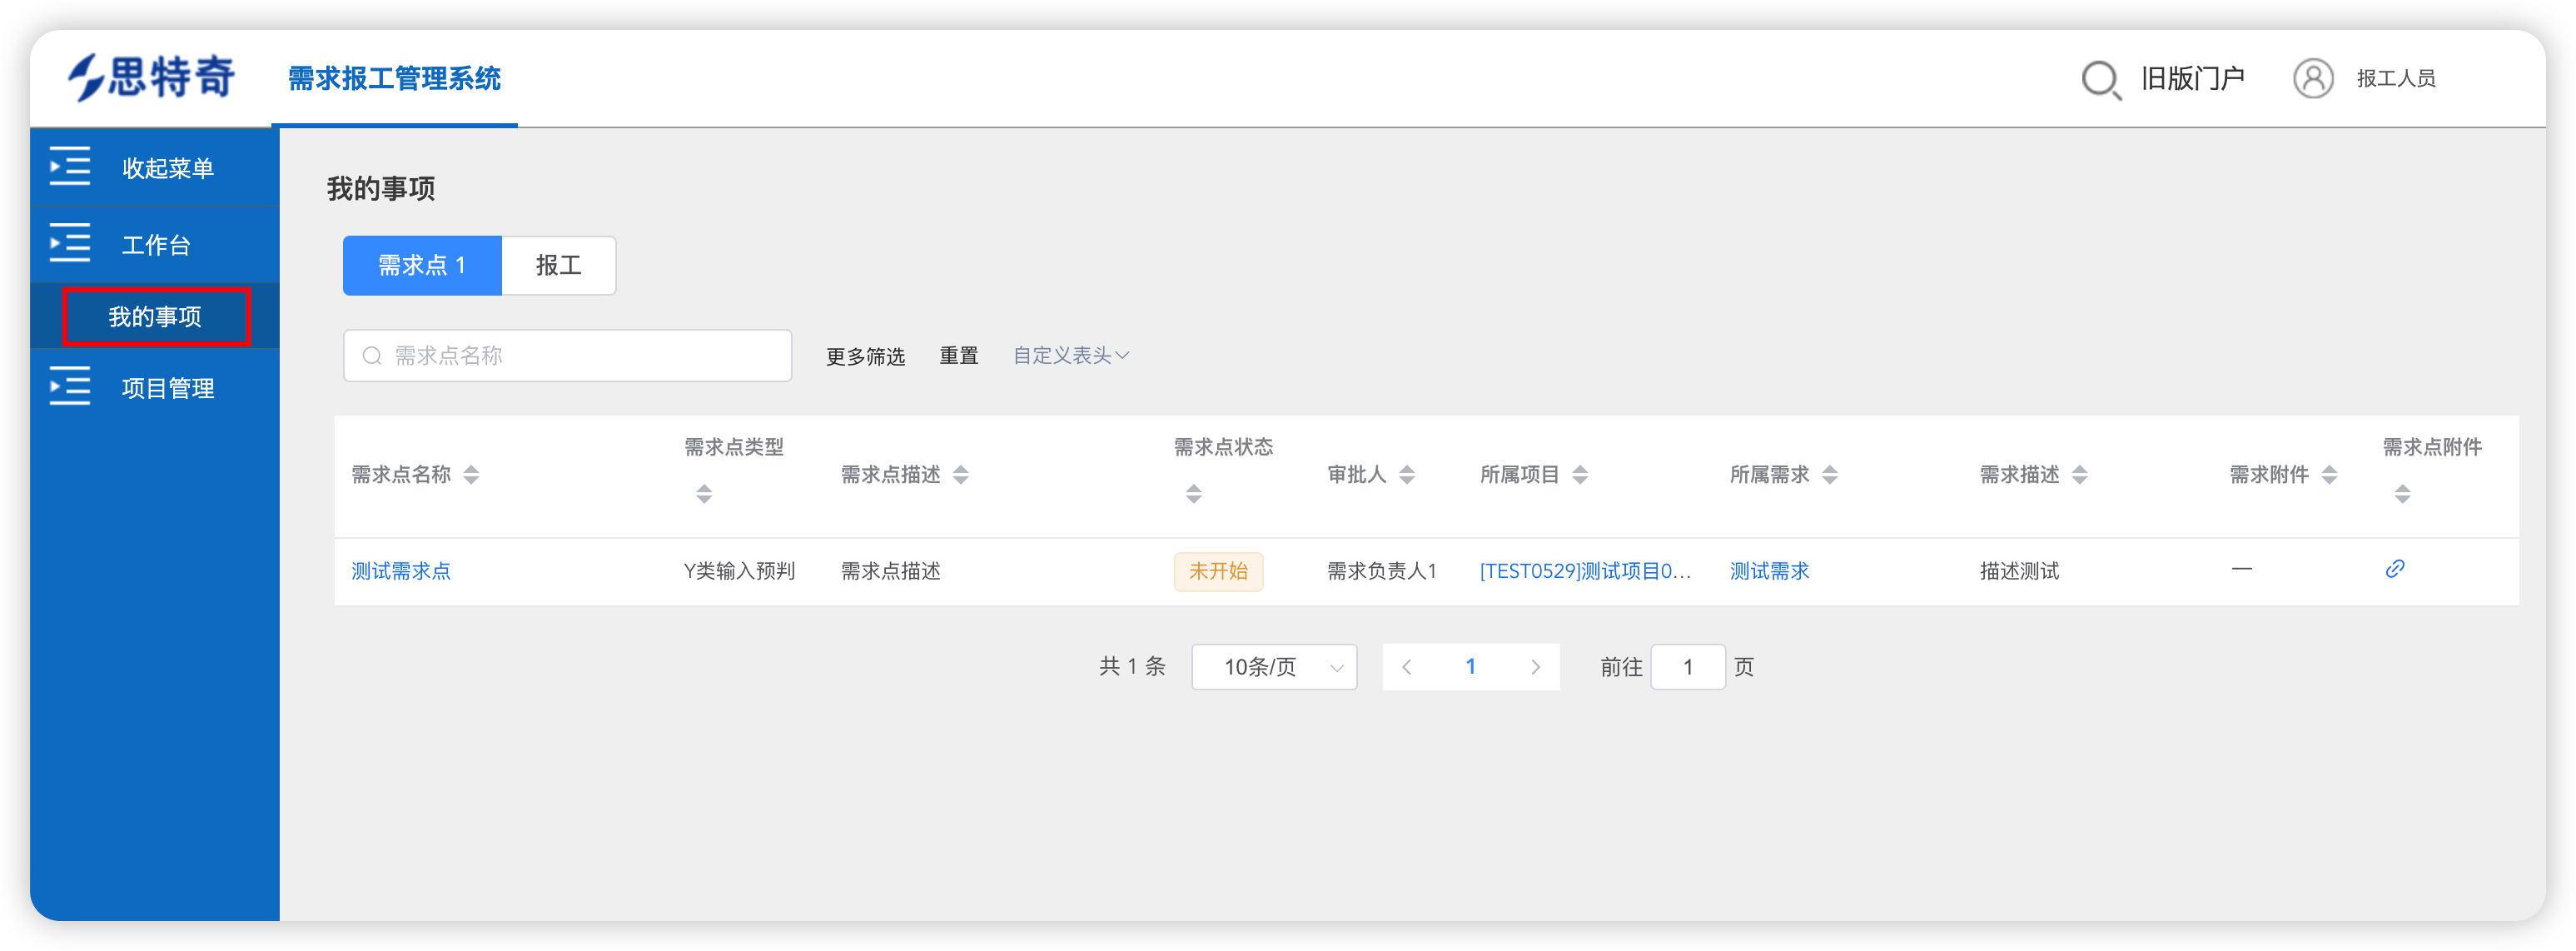 思特奇 需求报工管理系统 旧版门户 报工人员
收起菜单
工作台
我的事项
项目管理
我的事项
需求点 1 报工
需求点名称 更多筛选 重置 自定义表头
需求点名称 需求点类型 需求点描述 需求点状态 审批人 所属项目 所属需求 需求描述 需求附件 需求点附件
测试需求点 Y类输入预判 需求点描述 未开始 需求负责人1 [TEST0529]测试项目0... 测试需求 描述测试 —
共 1 条 10条/页 1 前往 1 页